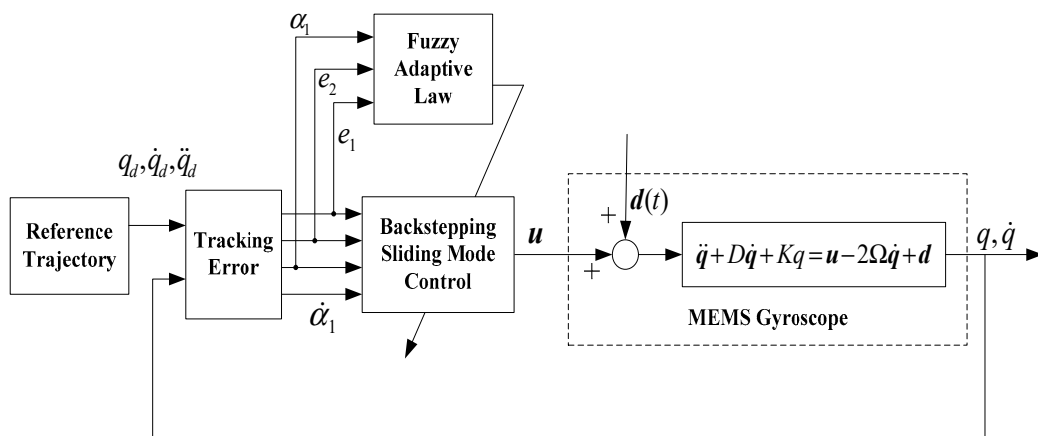 α₁
Fuzzy
Adaptive
Law
e₂
e₁
q_d, q̇_d, q̈_d
Reference
Trajectory
Tracking
Error
Backstepping
Sliding Mode
Control
α̇₁
u
d(t)
+
+
q̈ + Dq̇ + Kq = u − 2Ωq̇ + d
MEMS Gyroscope
q, q̇